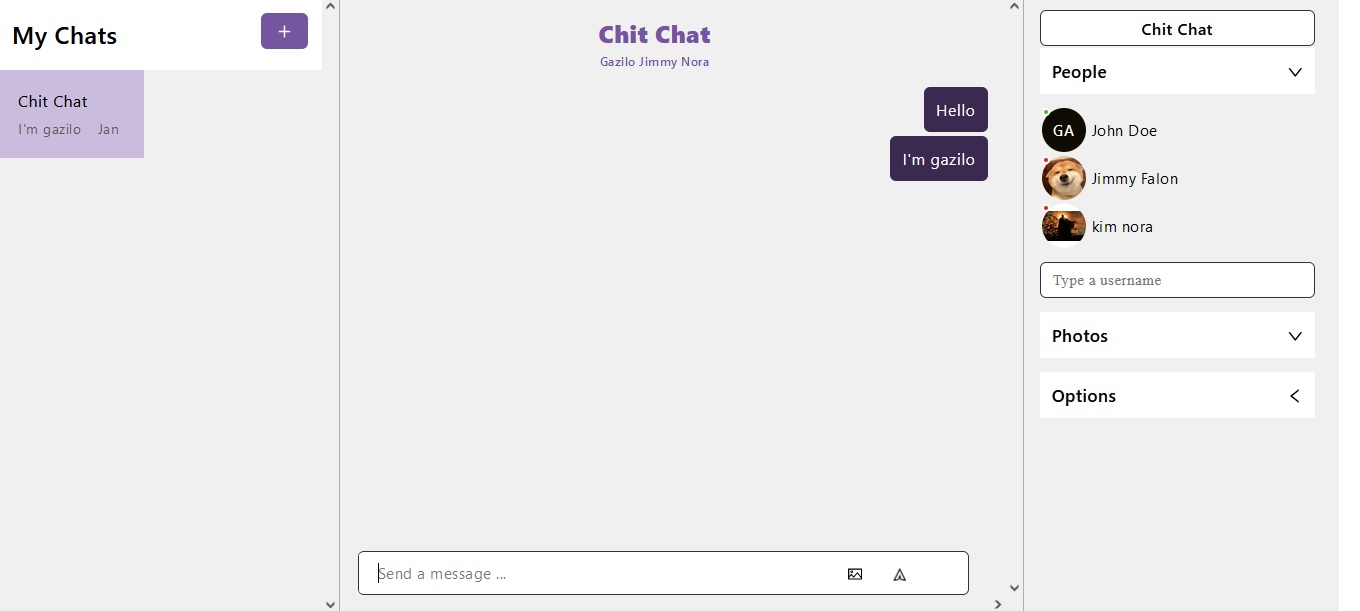 My Chats
+
Chit Chat
I'm gazilo Jan
Chit Chat
Gazilo Jimmy Nora
Hello
I'm gazilo
Send a message ...
Chit Chat
People
GA John Doe
Jimmy Falon
kim nora
Type a username
Photos
Options